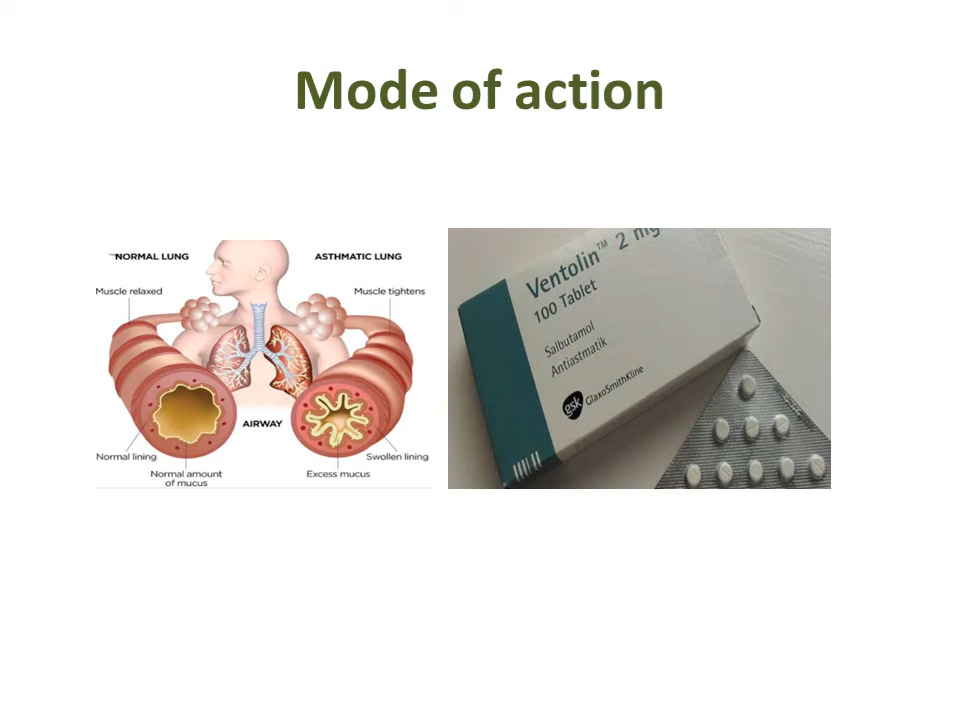 Mode of action
NORMAL LUNG
ASTHMATIC LUNG
Muscle relaxed
Muscle tightens
AIRWAY
Normal lining
Swollen lining
Normal amount
of mucus
Excess mucus
Ventolin™ 2 mg
100 Tablet
Salbutamol
Antiastmatik
gsk GlaxoSmithKline